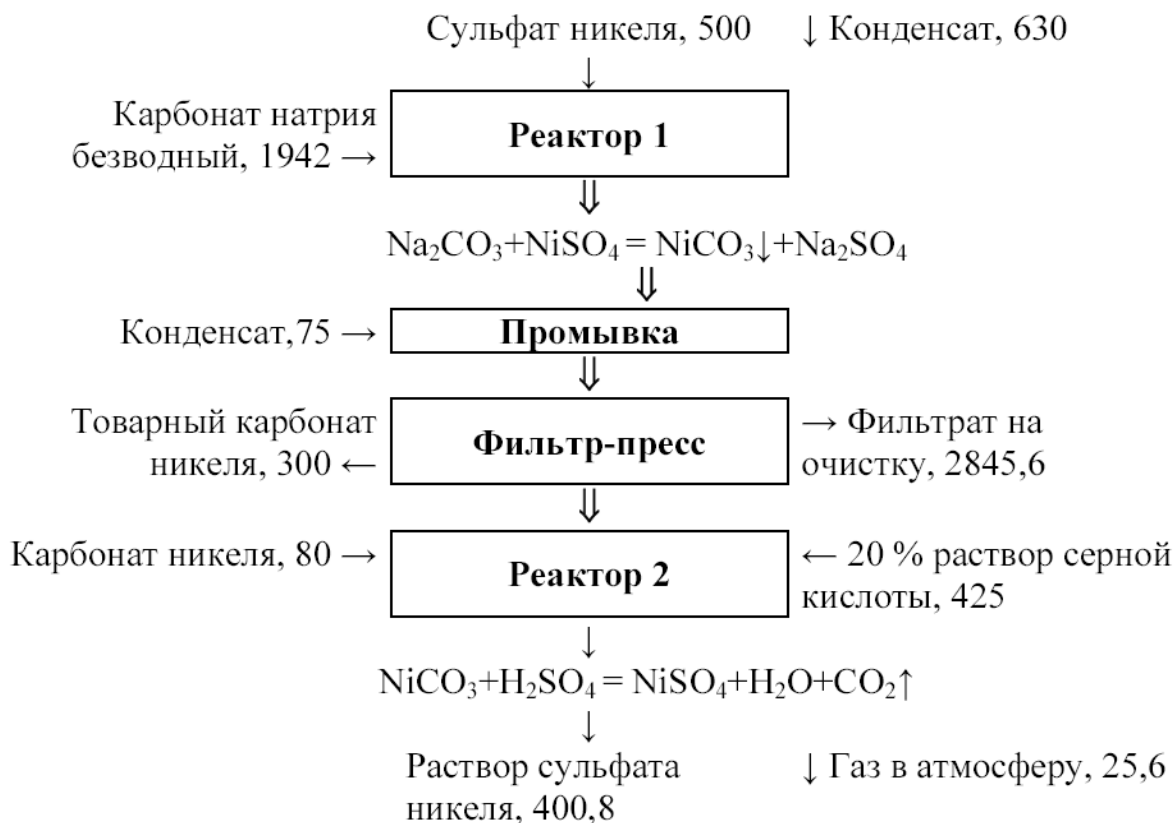 Сульфат никеля, 500 ↓ Конденсат, 630
↓
Карбонат натрия
безводный, 1942 →
Реактор 1
⇓
Na₂CO₃+NiSO₄ = NiCO₃↓+Na₂SO₄
⇓
Конденсат,75 →
Промывка
⇓
Товарный карбонат
никеля, 300 ←
Фильтр-пресс
→ Фильтрат на
очистку, 2845,6
⇓
Карбонат никеля, 80 →
Реактор 2
← 20 % раствор серной
кислоты, 425
↓
NiCO₃+H₂SO₄ = NiSO₄+H₂O+CO₂↑
↓
Раствор сульфата
никеля, 400,8
↓ Газ в атмосферу, 25,6